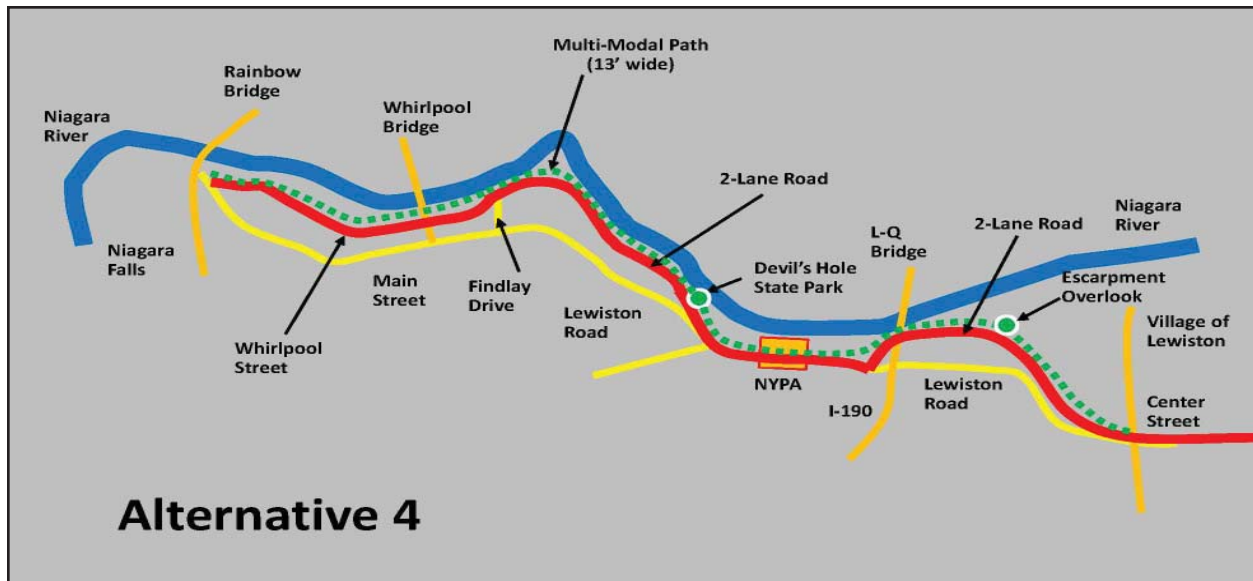 Multi-Modal Path
(13' wide)
Rainbow
Bridge
Niagara
River
Whirlpool
Bridge
2-Lane Road
Niagara
River
L-Q
Bridge
2-Lane Road
Niagara
Falls
Main
Street
Findlay
Drive
Devil's Hole
State Park
Escarpment
Overlook
Lewiston
Road
Village of
Lewiston
Whirlpool
Street
NYPA
I-190
Lewiston
Road
Center
Street
Alternative 4